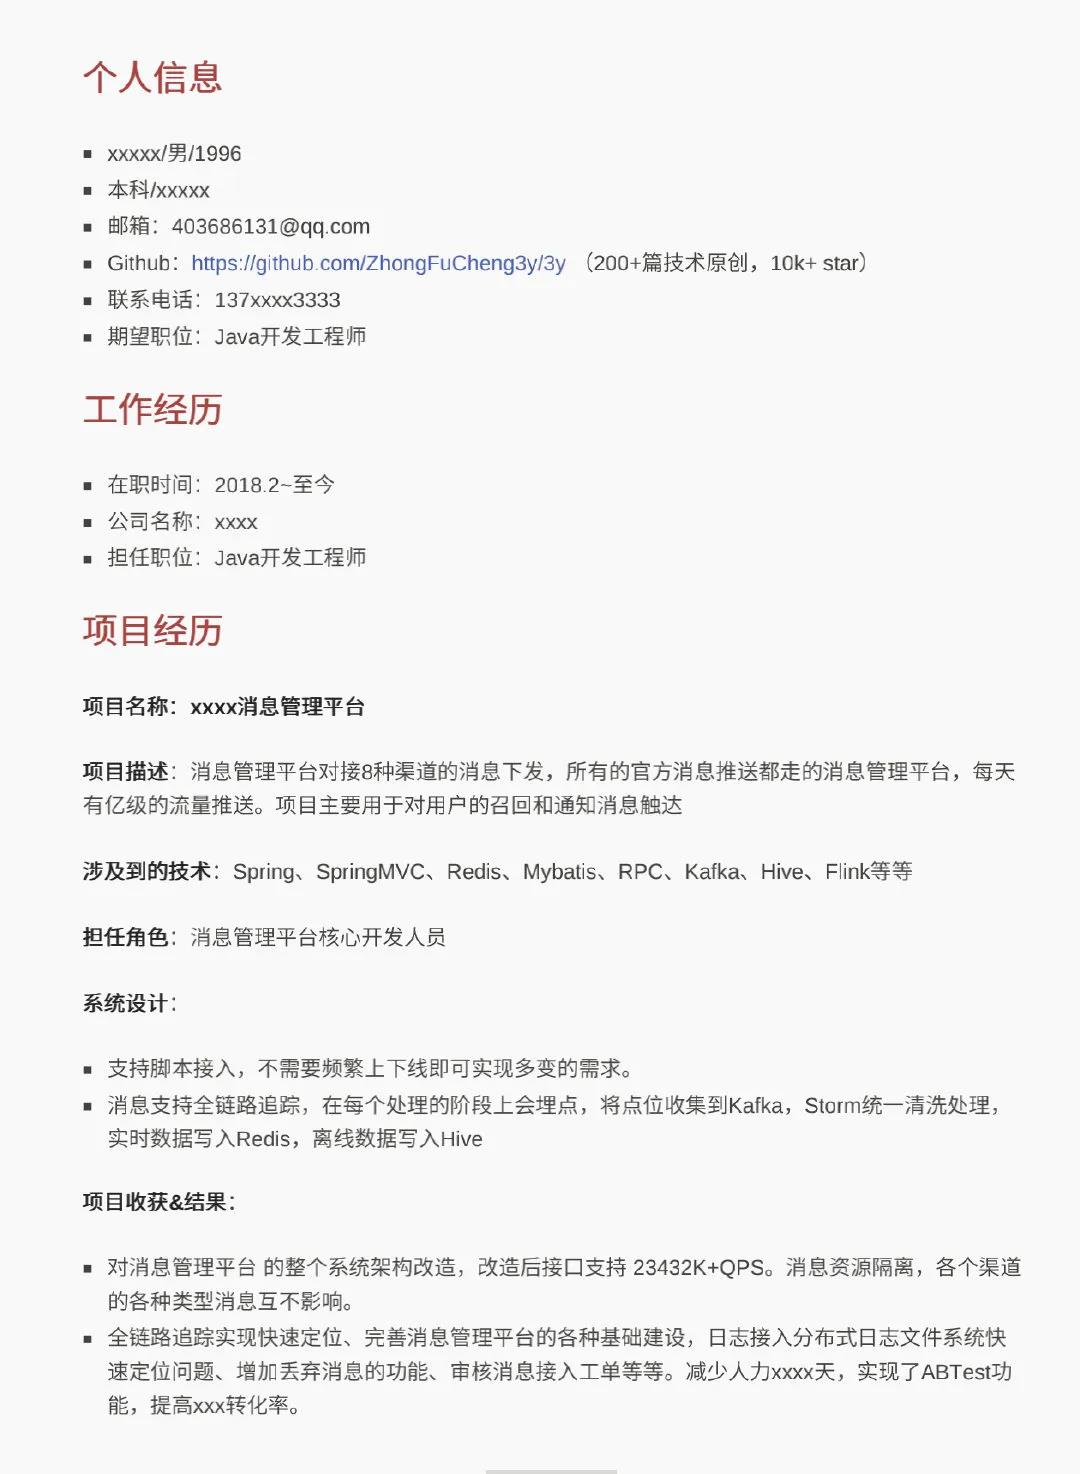 个人信息
xxxxx/男/1996
本科/xxxxx
邮箱：403686131@qq.com
Github：https://github.com/ZhongFuCheng3y/3y （200+篇技术原创，10k+ star）
联系电话：137xxxx3333
期望职位：Java开发工程师
工作经历
在职时间：2018.2~至今
公司名称：xxxx
担任职位：Java开发工程师
项目经历
项目名称：xxxx消息管理平台
项目描述：消息管理平台对接8种渠道的消息下发，所有的官方消息推送都走的消息管理平台，每天
有亿级的流量推送。项目主要用于对用户的召回和通知消息触达
涉及到的技术：Spring、SpringMVC、Redis、Mybatis、RPC、Kafka、Hive、Flink等等
担任角色：消息管理平台核心开发人员
系统设计：
支持脚本接入，不需要频繁上下线即可实现多变的需求。
消息支持全链路追踪，在每个处理的阶段上会埋点，将点位收集到Kafka，Storm统一清洗处理，
实时数据写入Redis，离线数据写入Hive
项目收获&结果：
对消息管理平台 的整个系统架构改造，改造后接口支持 23432K+QPS。消息资源隔离，各个渠道
的各种类型消息互不影响。
全链路追踪实现快速定位、完善消息管理平台的各种基础建设，日志接入分布式日志文件系统快
速定位问题、增加丢弃消息的功能、审核消息接入工单等等。减少人力xxxx天，实现了ABTest功
能，提高xxx转化率。